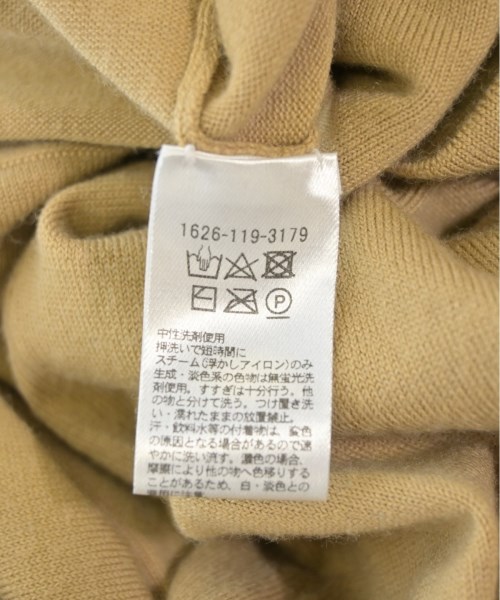 1626-119-3179
P
中性洗剤使用
押洗いで短時間に
スチーム(浮かしアイロン)のみ
生成・淡色系の色物は無蛍光洗
剤使用。すすぎは十分行う。他
の物と分けて洗う。つけ置き洗
い・濡れたままの放置禁止。
汗・飲料水等の付着物は、変色
の原因となる場合があるので速
やかに洗い流す。濃色の場合、
摩擦により他の物へ色移りする
ことがあるため、白・淡色との